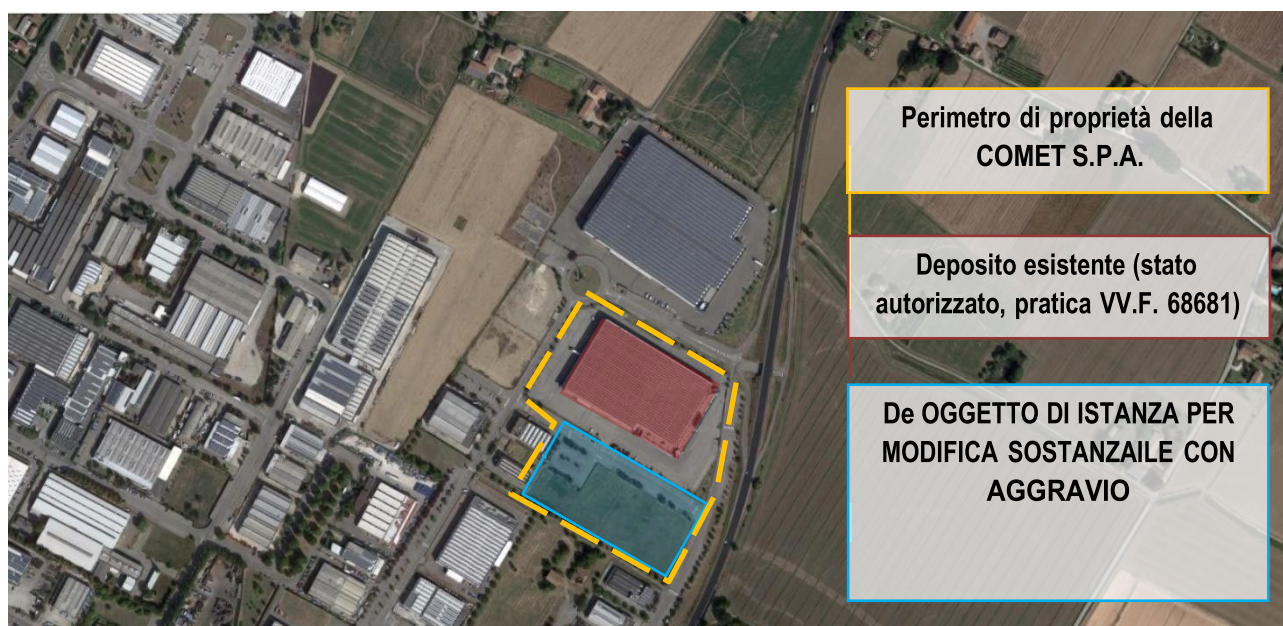 Perimetro di proprietà della
COMET S.P.A.
Deposito esistente (stato
autorizzato, pratica VV.F. 68681)
De OGGETTO DI ISTANZA PER
MODIFICA SOSTANZAILE CON
AGGRAVIO